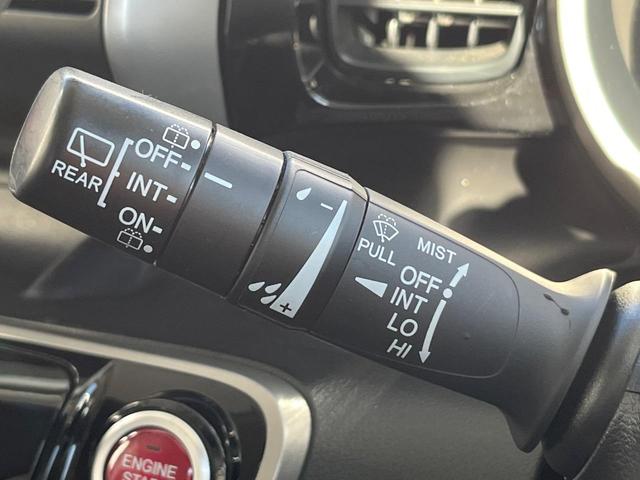 REAR
OFF
INT
ON
−
+
PULL
MIST
OFF
INT
LO
HI
ENGINE